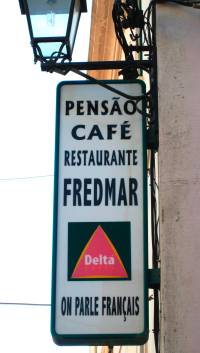 PENSÃO
CAFÉ
RESTAURANTE
FREDMAR
Delta
ON PARLE FRANÇAIS